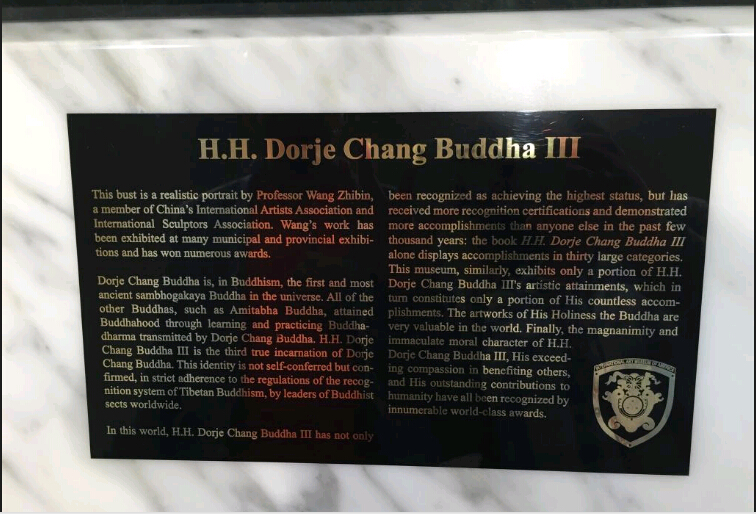 H.H. Dorje Chang Buddha III
This bust is a realistic portrait by Professor Wang Zhibin,
a member of China's International Artists Association and
International Sculptors Association. Wang's work has
been exhibited at many municipal and provincial exhibi-
tions and has won numerous awards.
Dorje Chang Buddha is, in Buddhism, the first and most
ancient sambhogakaya Buddha in the universe. All of the
other Buddhas, such as Amitabha Buddha, attained
Buddhahood through learning and practicing Buddha-
dharma transmitted by Dorje Chang Buddha. H.H. Dorje
Chang Buddha III is the third true incarnation of Dorje
Chang Buddha. This identity is not self-conferred but con-
firmed, in strict adherence to the regulations of the recog-
nition system of Tibetan Buddhism, by leaders of Buddhist
sects worldwide.
In this world, H.H. Dorje Chang Buddha III has not only
been recognized as achieving the highest status, but has
received more recognition certifications and demonstrated
more accomplishments than anyone else in the past few
thousand years: the book H.H. Dorje Chang Buddha III
alone displays accomplishments in thirty large categories.
This museum, similarly, exhibits only a portion of H.H.
Dorje Chang Buddha III's artistic attainments, which in
turn constitutes only a portion of His countless accom-
plishments. The artworks of His Holiness the Buddha are
very valuable in the world. Finally, the magnanimity and
immaculate moral character of H.H.
Dorje Chang Buddha III, His exceed-
ing compassion in benefiting others,
and His outstanding contributions to
humanity have all been recognized by
innumerable world-class awards.
INTERNATIONAL ART MUSEUM OF AMERICA